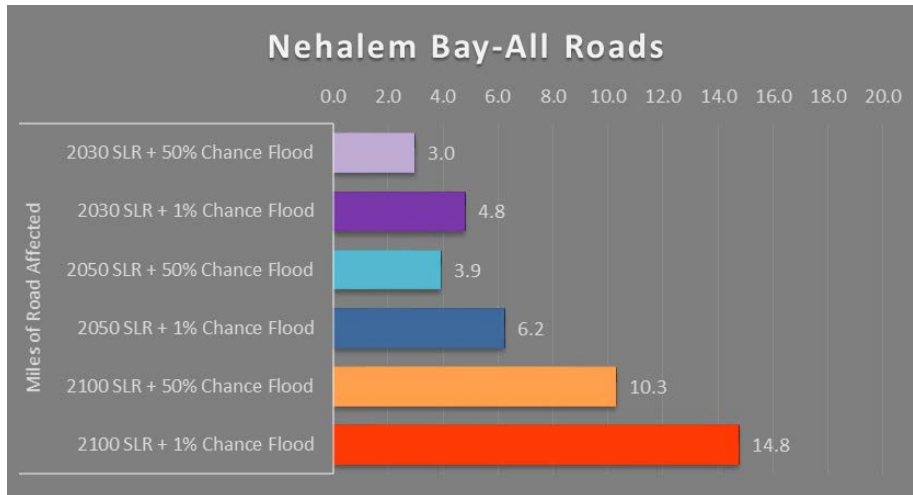 Nehalem Bay-All Roads
0.0 2.0 4.0 6.0 8.0 10.0 12.0 14.0 16.0 18.0 20.0
Miles of Road Affected
2030 SLR + 50% Chance Flood 3.0
2030 SLR + 1% Chance Flood 4.8
2050 SLR + 50% Chance Flood 3.9
2050 SLR + 1% Chance Flood 6.2
2100 SLR + 50% Chance Flood 10.3
2100 SLR + 1% Chance Flood 14.8